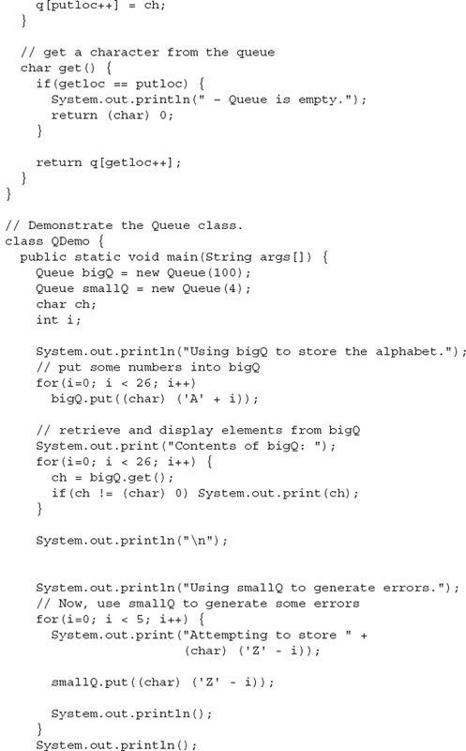 q[putloc++] = ch;
  }

  // get a character from the queue
  char get() {
    if(getloc == putloc) {
      System.out.println(" - Queue is empty.");
      return (char) 0;
    }

    return q[getloc++];
  }
}

// Demonstrate the Queue class.
class QDemo {
  public static void main(String args[]) {
    Queue bigQ = new Queue(100);
    Queue smallQ = new Queue(4);
    char ch;
    int i;

    System.out.println("Using bigQ to store the alphabet.");
    // put some numbers into bigQ
    for(i=0; i < 26; i++)
      bigQ.put((char) ('A' + i));

    // retrieve and display elements from bigQ
    System.out.print("Contents of bigQ: ");
    for(i=0; i < 26; i++) {
      ch = bigQ.get();
      if(ch != (char) 0) System.out.print(ch);
    }

    System.out.println("\n");

    System.out.println("Using smallQ to generate errors.");
    // Now, use smallQ to generate some errors
    for(i=0; i < 5; i++) {
      System.out.print("Attempting to store " +
                       (char) ('Z' - i));

      smallQ.put((char) ('Z' - i));

      System.out.println();
    }
    System.out.println();